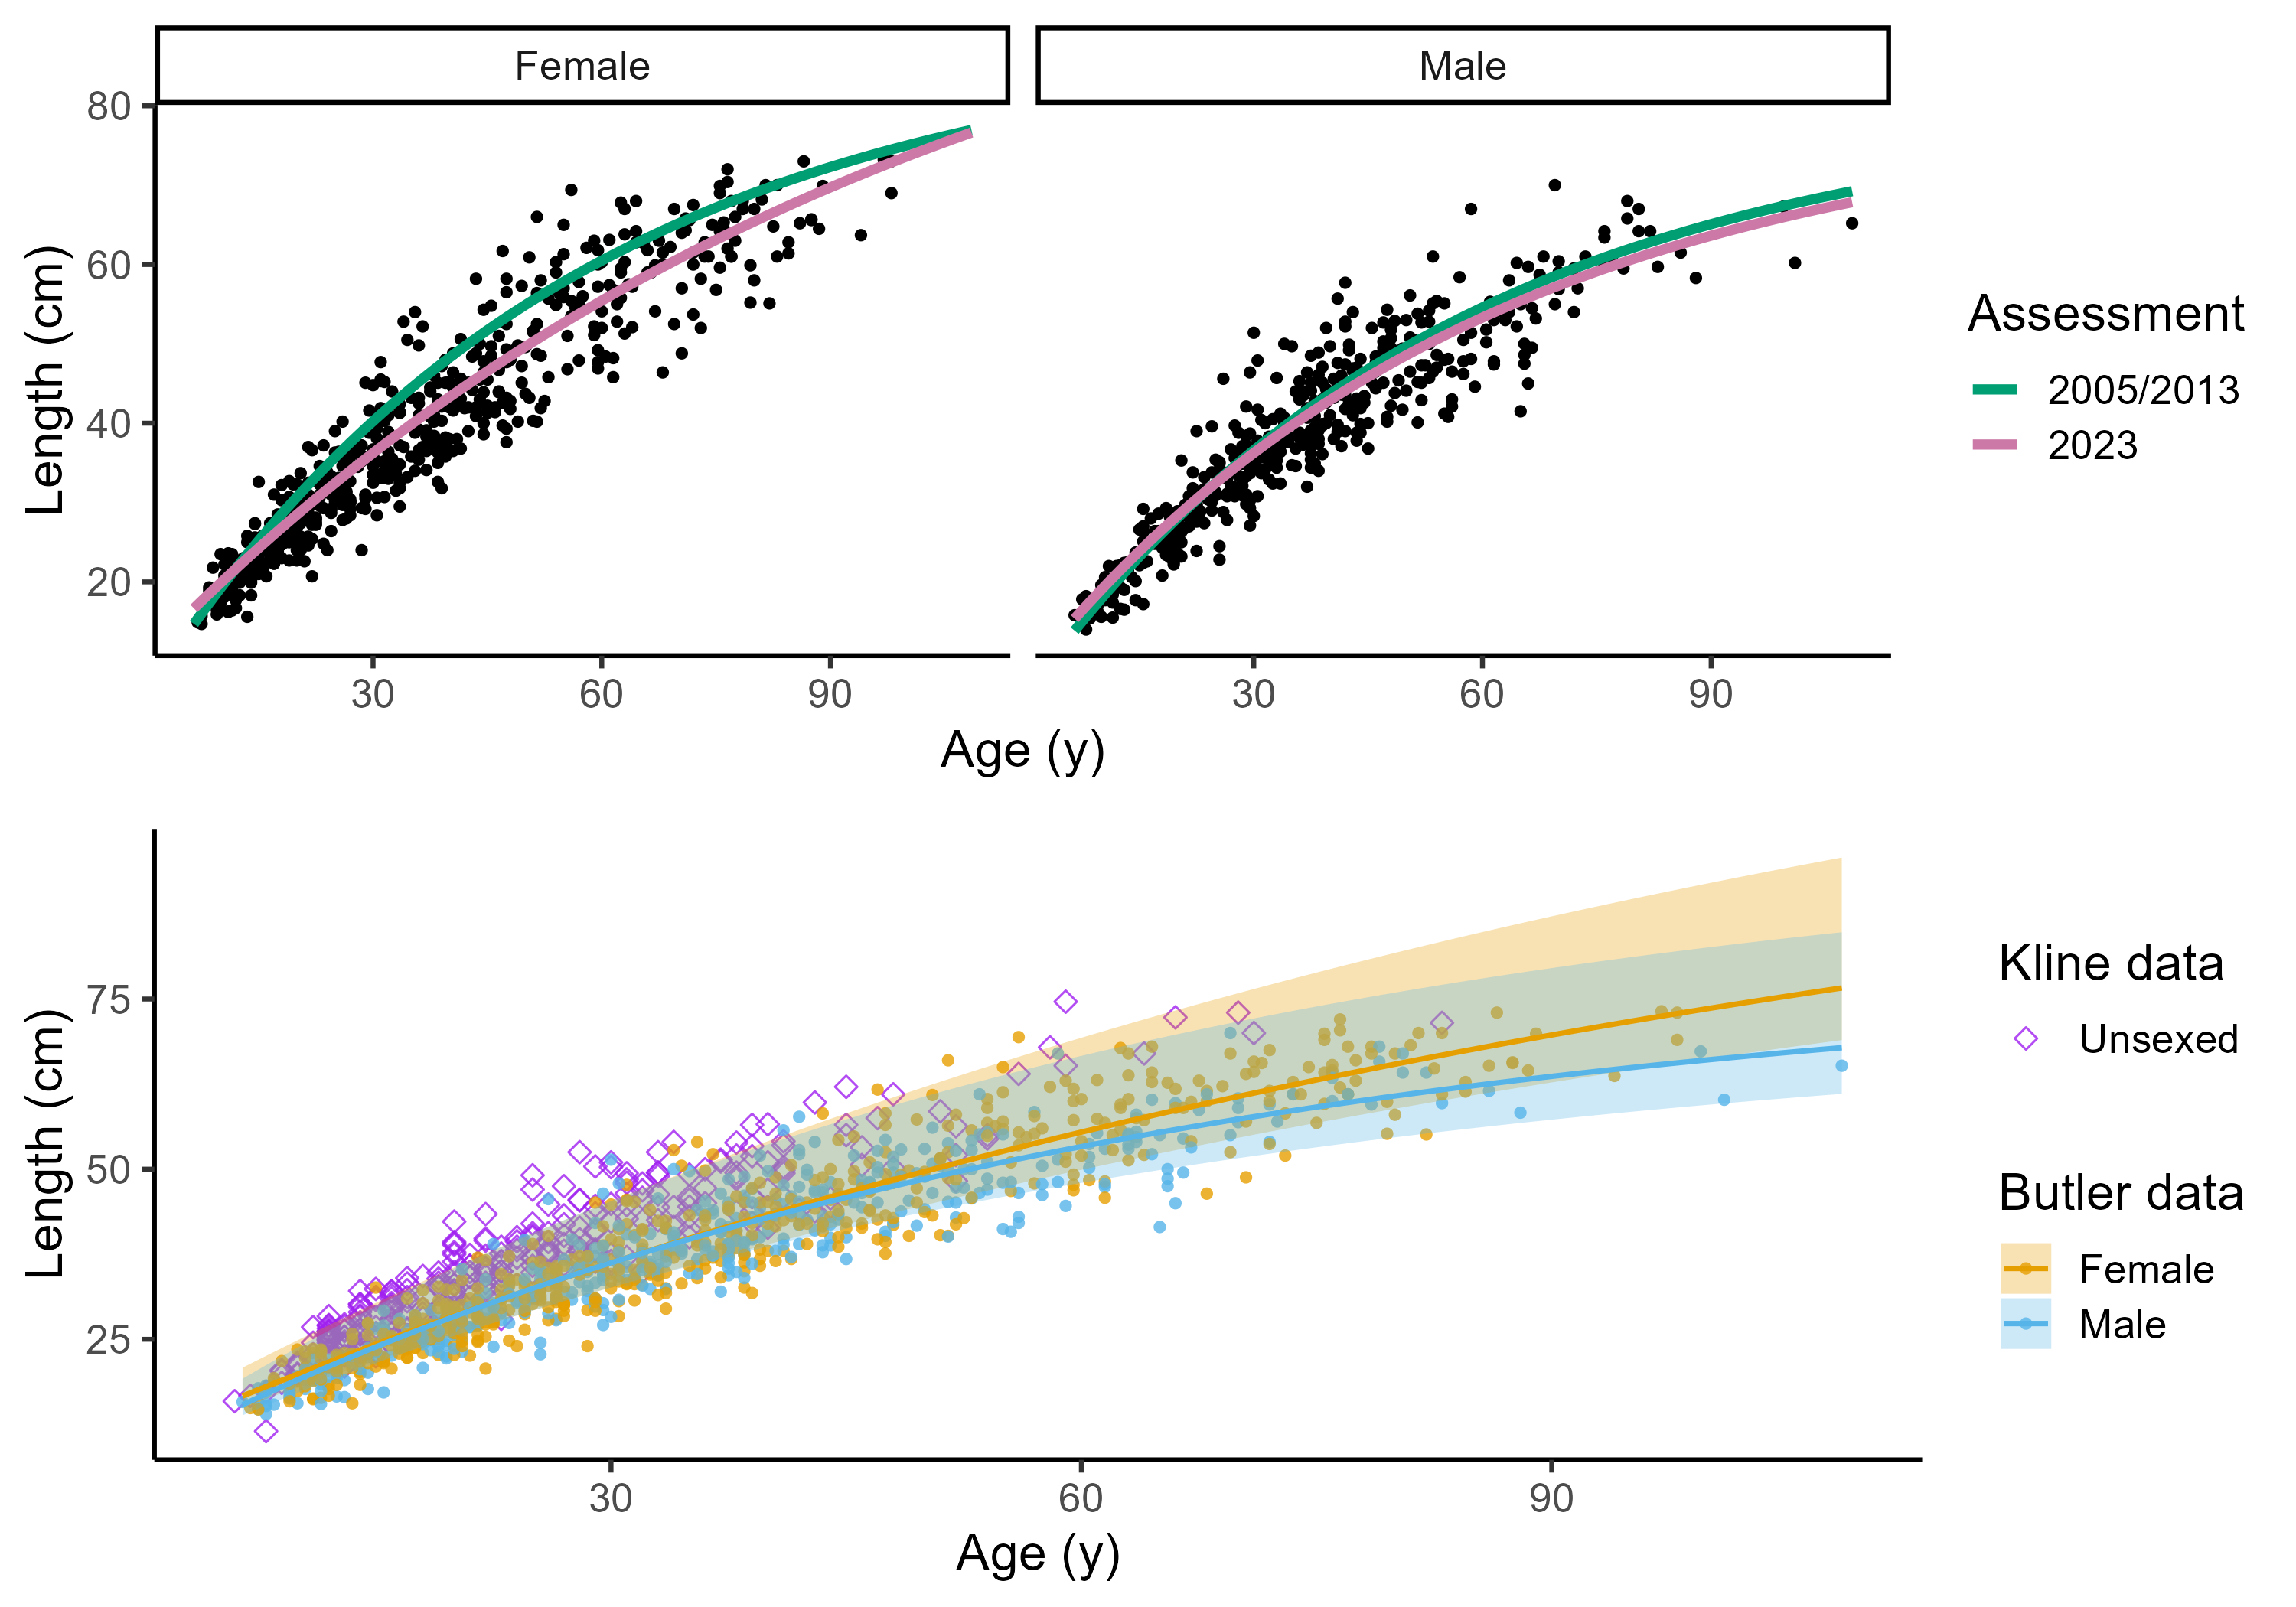 Female
Male
80
60
40
20
Length (cm)
30
60
90
30
60
90
Age (y)
Assessment
2005/2013
2023
75
50
25
Length (cm)
30
60
90
Age (y)
Kline data
Unsexed
Butler data
Female
Male